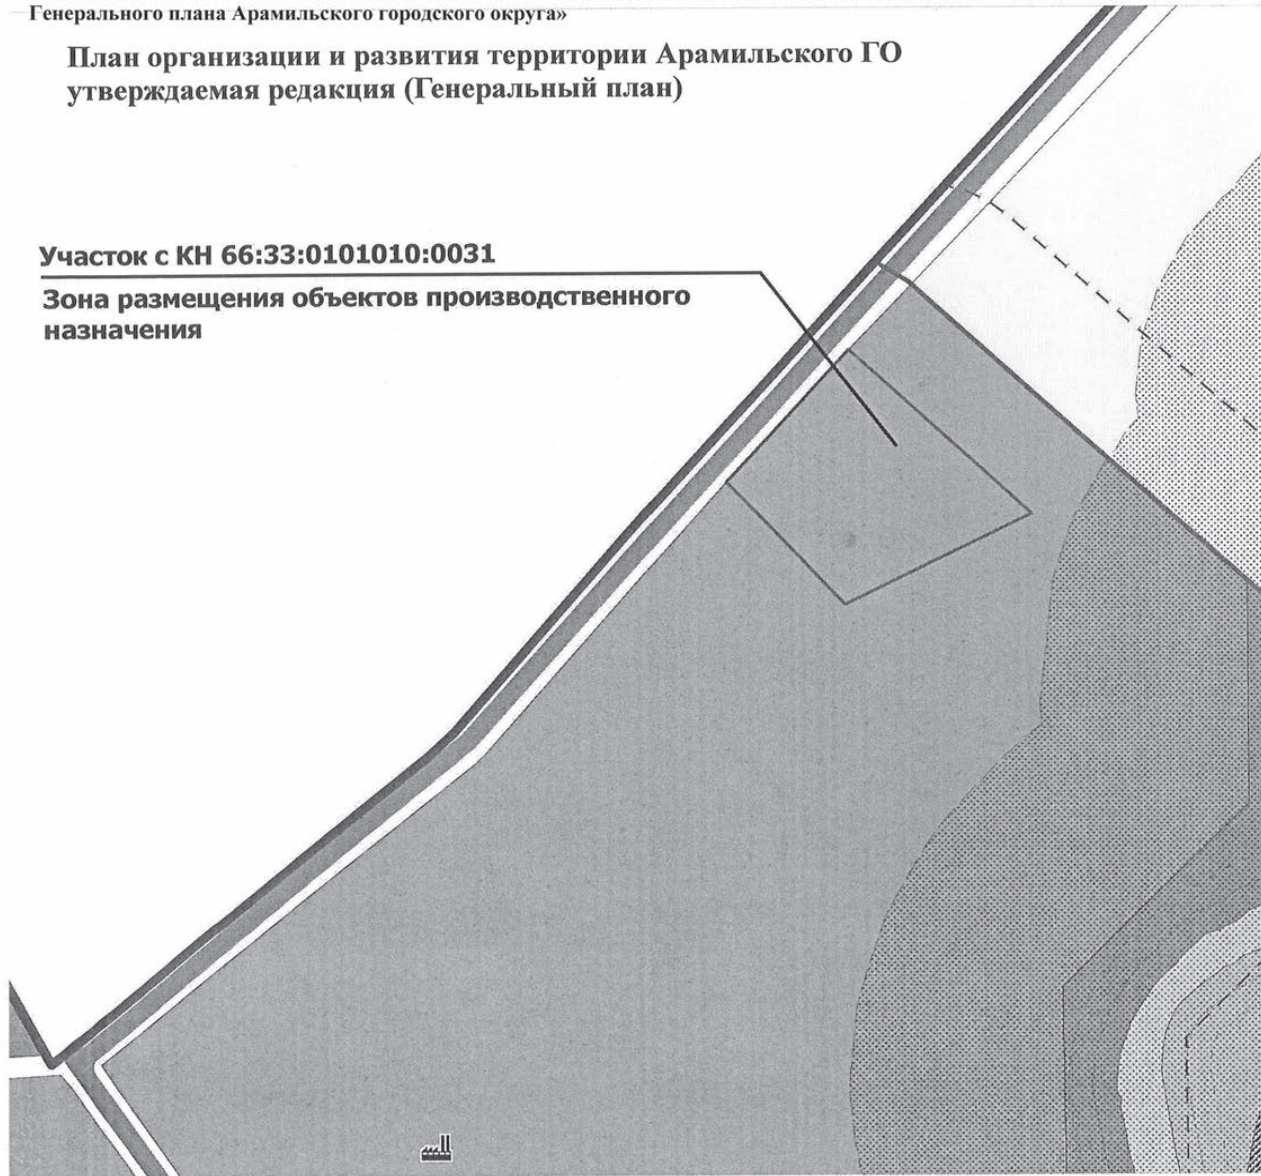 Генерального плана Арамильского городского округа»
План организации и развития территории Арамильского ГО
утверждаемая редакция (Генеральный план)
Участок с КН 66:33:0101010:0031
Зона размещения объектов производственного
назначения